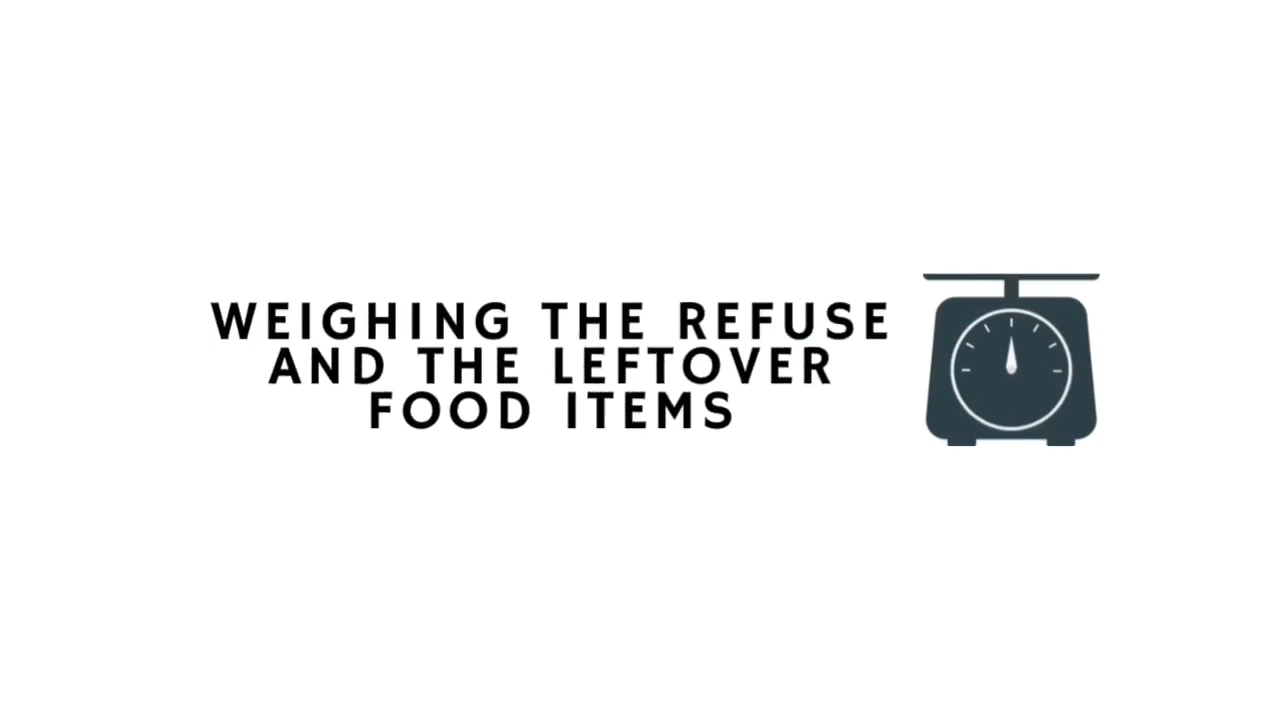 WEIGHING THE REFUSE
AND THE LEFTOVER
FOOD ITEMS